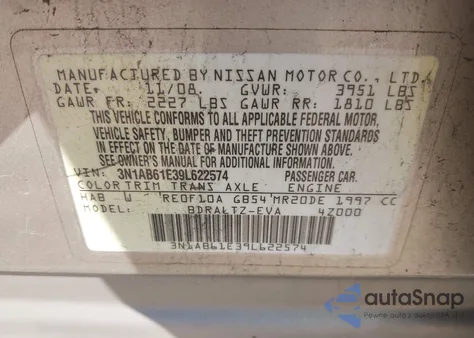 MANUFACTURED BY NISSAN MOTOR CO., LTD.
DATE: 11/08 GVWR: 3951 LBS
GAWR FR: 2227 LBS GAWR RR: 1810 LBS
THIS VEHICLE CONFORMS TO ALL APPLICABLE FEDERAL MOTOR
VEHICLE SAFETY, BUMPER AND THEFT PREVENTION STANDARDS
IN EFFECT ON THE DATE OF MANUFACTURE SHOWN ABOVE.
SEE OWNER'S MANUAL FOR ADDITIONAL INFORMATION.
VIN: 3N1AB61E39L622574 PASSENGER CAR.
COLOR TRIM TRANS AXLE ENGINE
HAB W RE0F10A GB54 MR20DE 1997 CC
BDRALTZ-EVA 4Z000
3N1AB61E39L622574
autoSnap